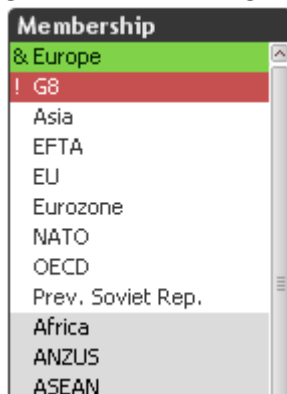 Membership
& Europe
! G8
Asia
EFTA
EU
Eurozone
NATO
OECD
Prev. Soviet Rep.
Africa
ANZUS
ASEAN